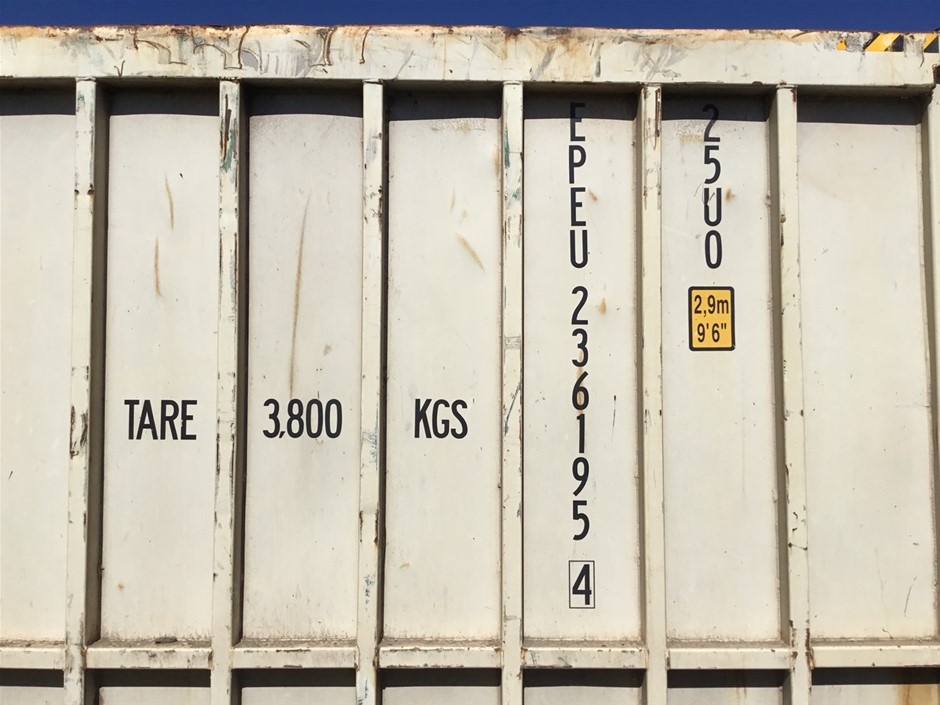 TARE 3,800 KGS
EPEU 236195 4
25U0
2,9m
9'6"